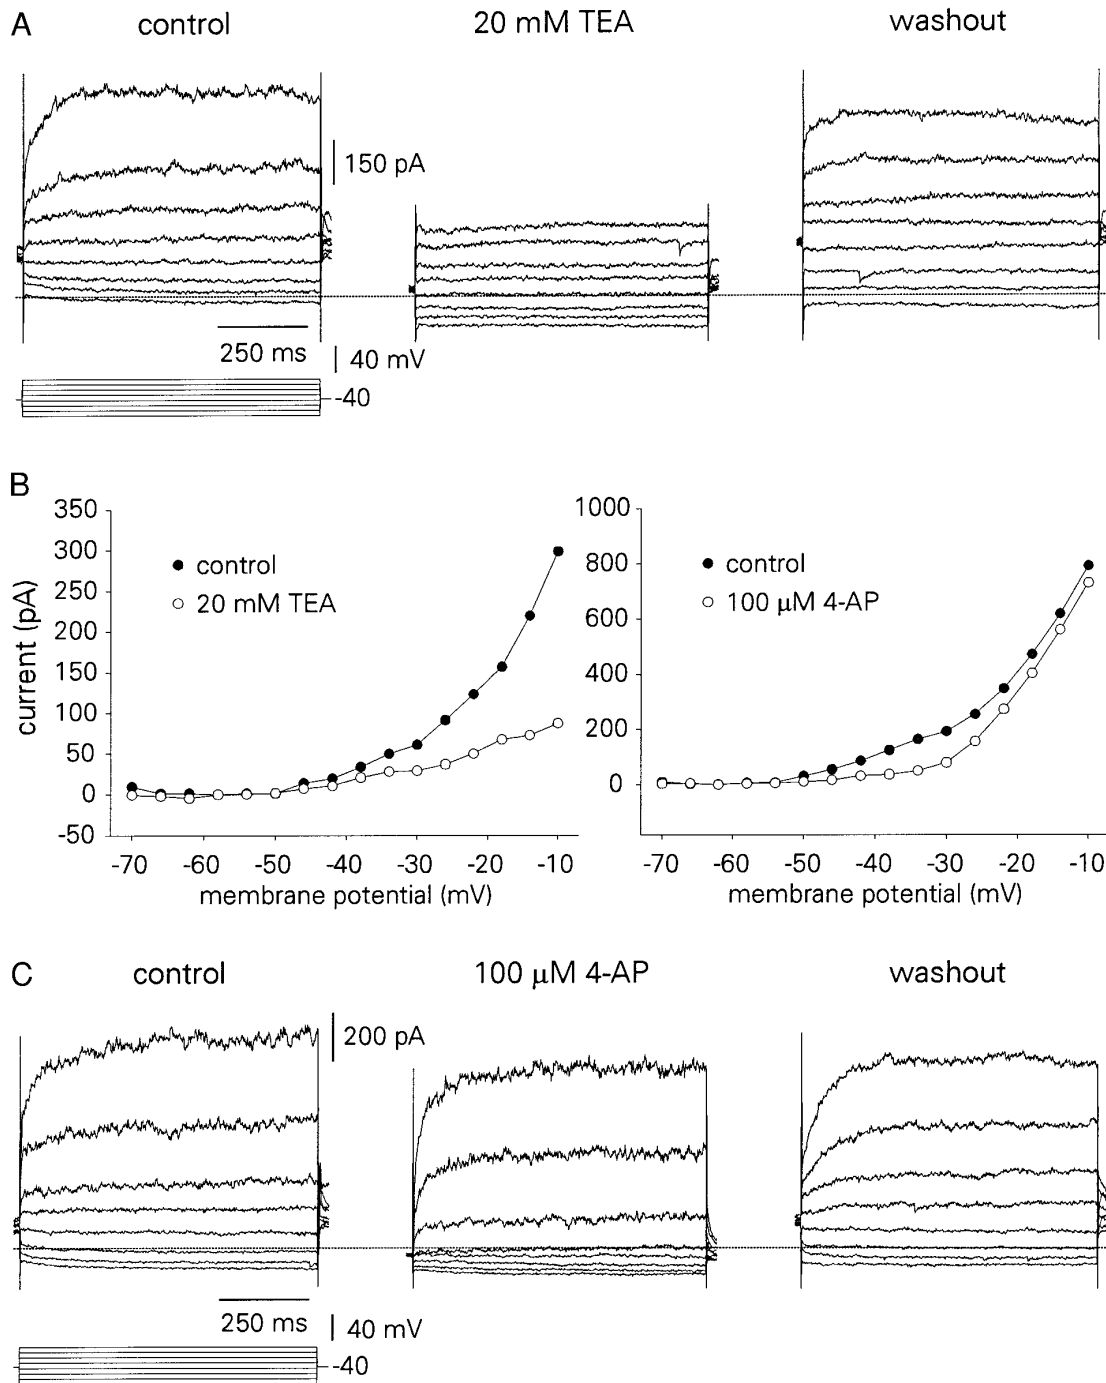 A
control
20 mM TEA
washout
150 pA
250 ms
40 mV
-40
B
350
300
250
200
150
100
50
0
-50
current (pA)
control
20 mM TEA
-70 -60 -50 -40 -30 -20 -10
membrane potential (mV)
1000
800
600
400
200
0
control
100 μM 4-AP
-70 -60 -50 -40 -30 -20 -10
membrane potential (mV)
C
control
100 μM 4-AP
washout
200 pA
250 ms
40 mV
-40